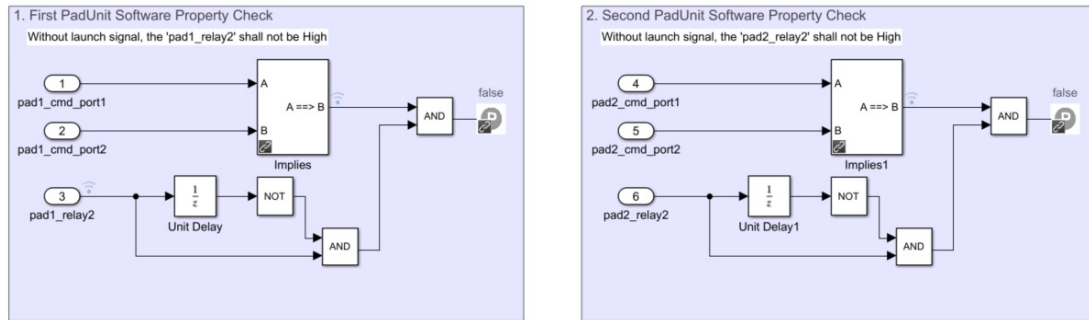 1. First PadUnit Software Property Check
Without launch signal, the 'pad1_relay2' shall not be High
1
pad1_cmd_port1
2
pad1_cmd_port2
A
B
A ==> B
Implies
AND
false
P
3
pad1_relay2
1
z
Unit Delay
NOT
AND
2. Second PadUnit Software Property Check
Without launch signal, the 'pad2_relay2' shall not be High
4
pad2_cmd_port1
5
pad2_cmd_port2
A
B
A ==> B
Implies1
AND
false
P
6
pad2_relay2
1
z
Unit Delay1
NOT
AND